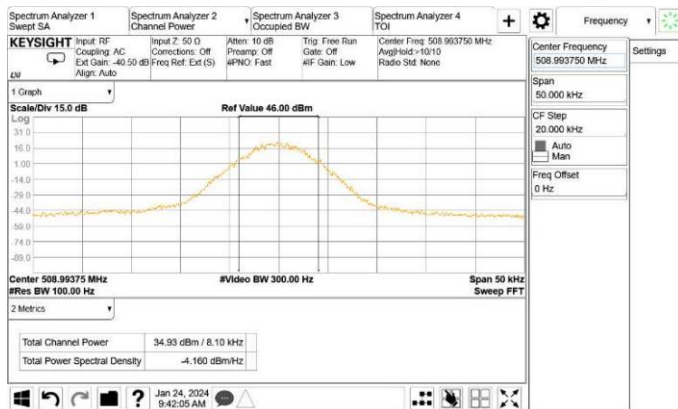 Spectrum Analyzer 1
Swept SA
Spectrum Analyzer 2
Channel Power
Spectrum Analyzer 3
Occupied BW
Spectrum Analyzer 4
TOI
+
Frequency
KEYSIGHT
Input: RF
Coupling: AC
Ext Gain: -40.50 dB
Align: Auto
Input Z: 50 Ω
Corrections: Off
Freq Ref: Ext (S)
Atten: 10 dB
Preamp: Off
#PNO: Fast
Trig: Free Run
Gate: Off
#IF Gain: Low
Center Freq: 508.993750 MHz
Avg|Hold:>10/10
Radio Std: None
LXI
Center Frequency
508.993750 MHz
Settings
Span
50.000 kHz
CF Step
20.000 kHz
Auto
Man
Freq Offset
0 Hz
1 Graph
Scale/Div 15.0 dB
Ref Value 46.00 dBm
Log
31.0
16.0
1.00
-14.0
-29.0
-44.0
-59.0
-74.0
-89.0
Center 508.99375 MHz
#Video BW 300.00 Hz
Span 50 kHz
#Res BW 100.00 Hz
Sweep FFT
2 Metrics
Total Channel Power 34.93 dBm / 8.10 kHz
Total Power Spectral Density -4.160 dBm/Hz
?
Jan 24, 2024
9:42:05 AM